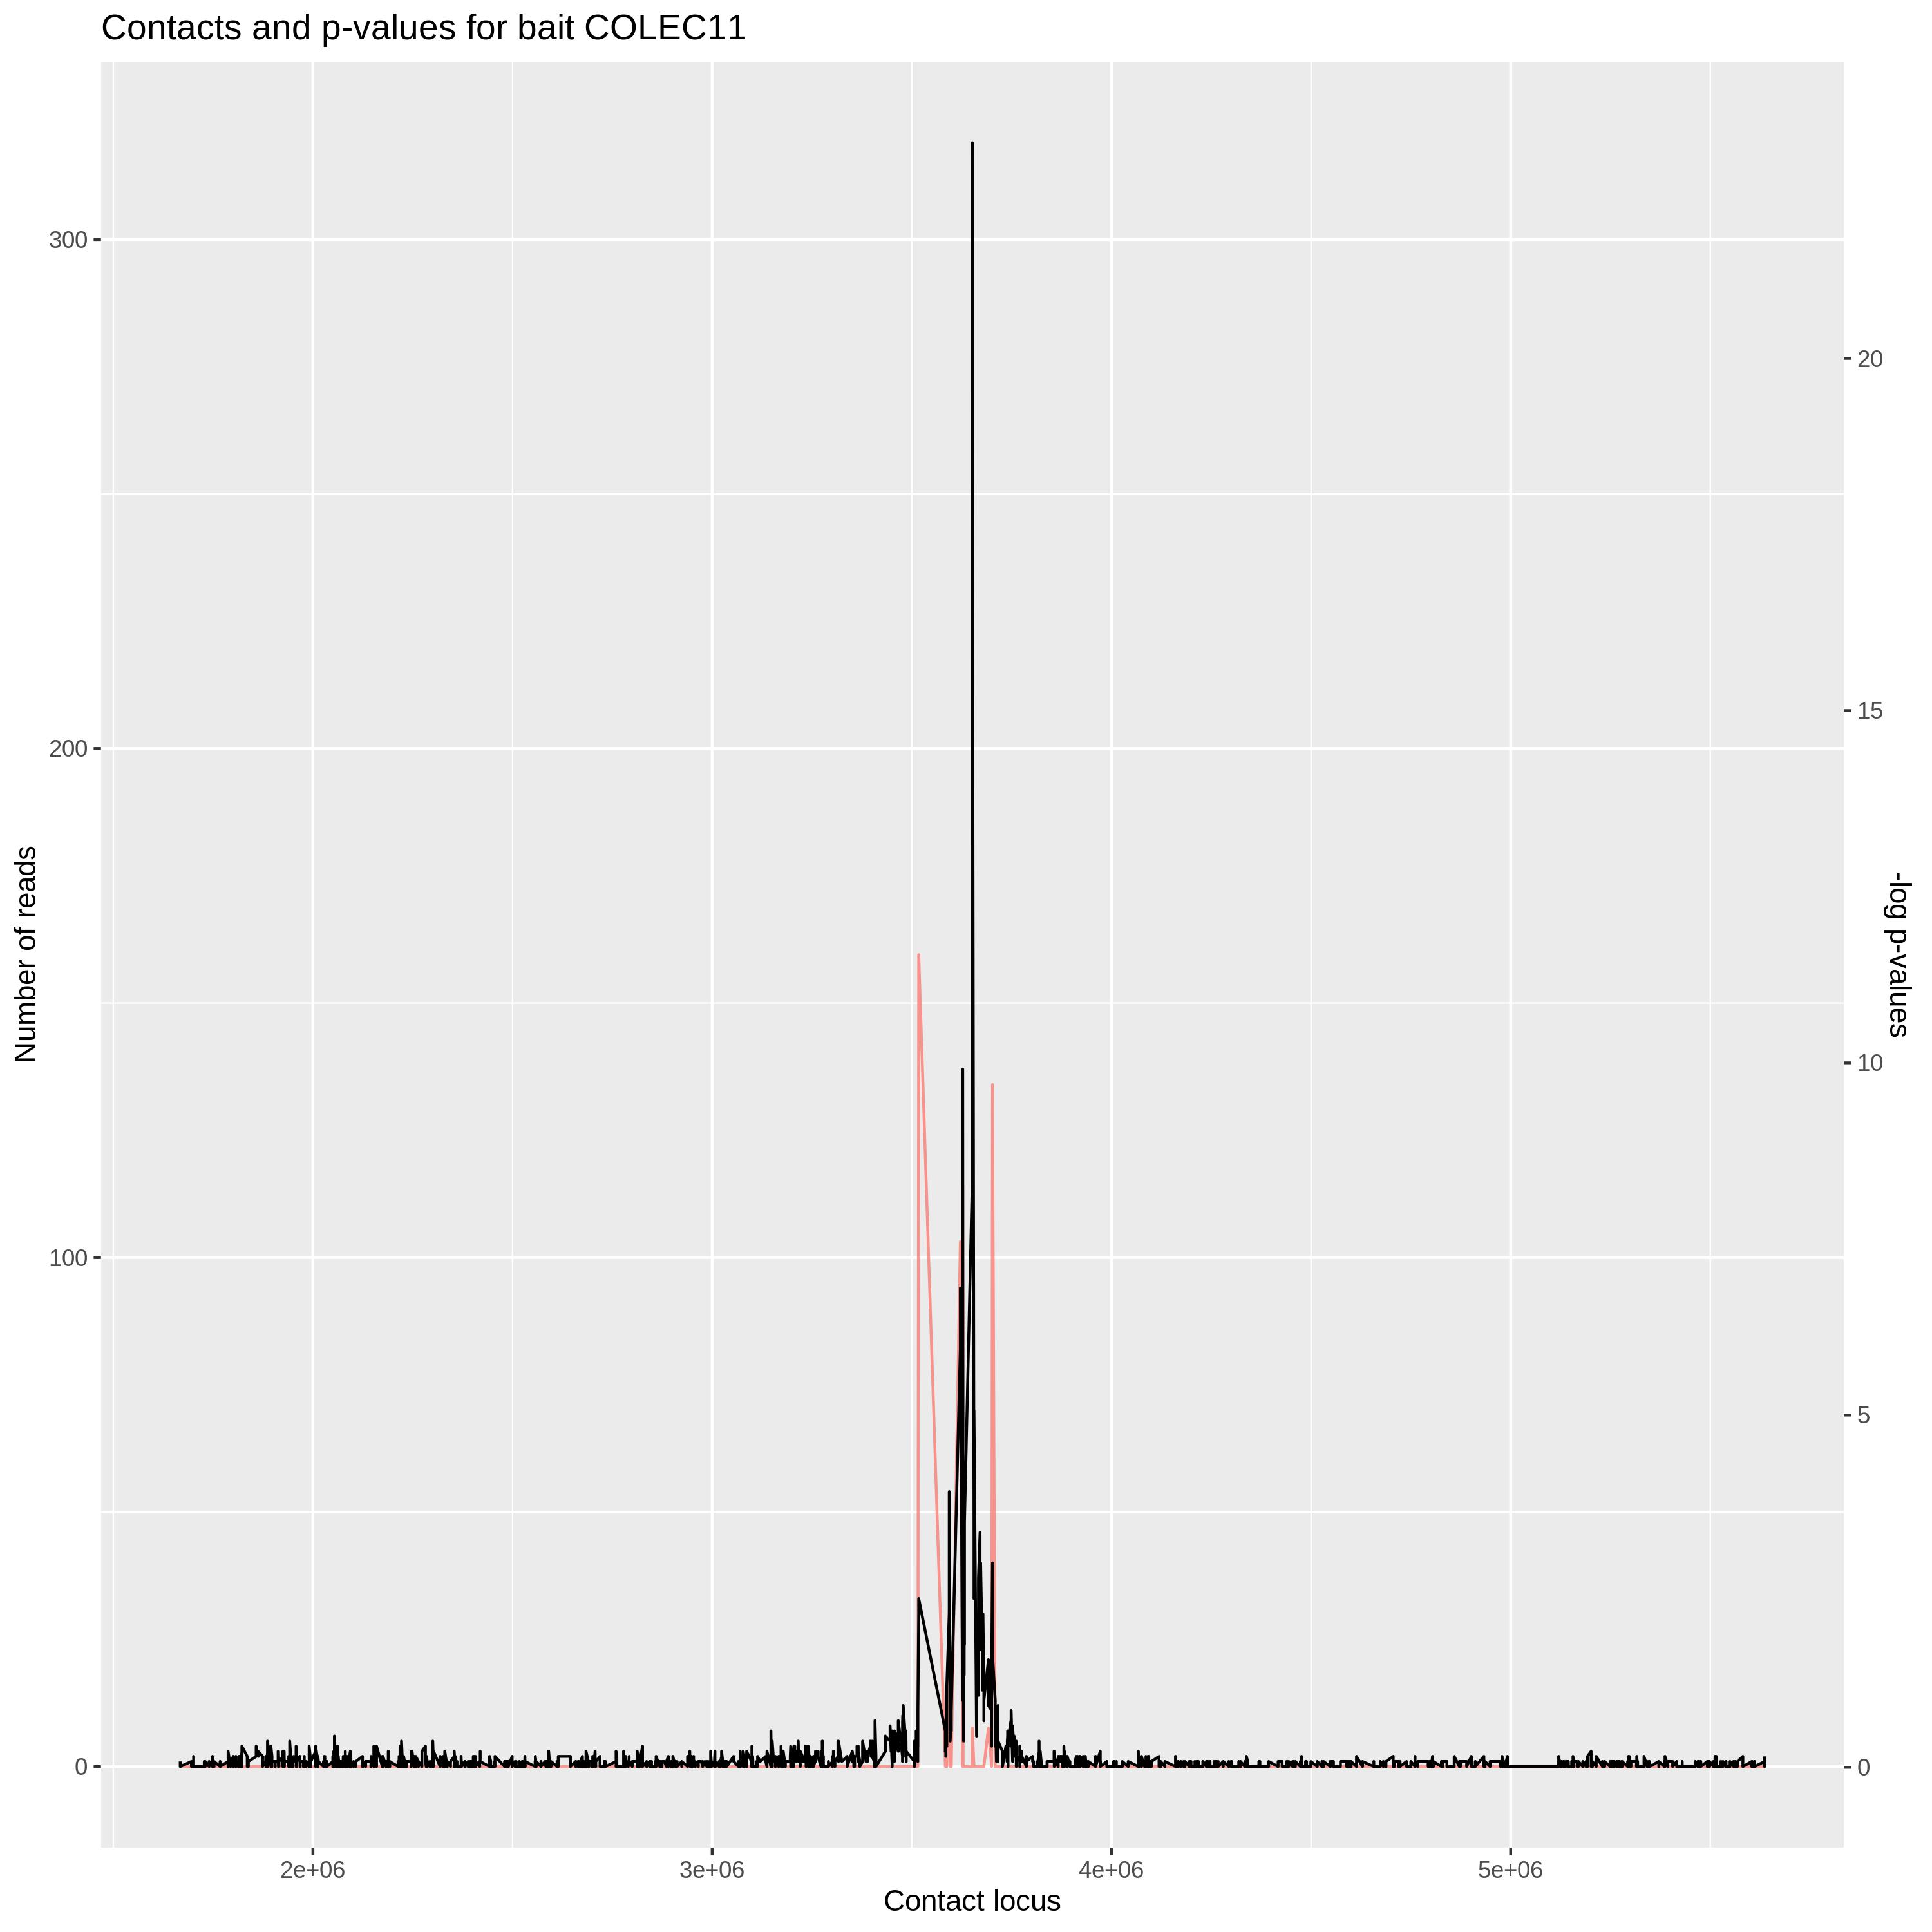 Contacts and p-values for bait COLEC11
300
200
100
0
Number of reads
20
15
10
5
0
-log p-values
2e+06
3e+06
4e+06
5e+06
Contact locus